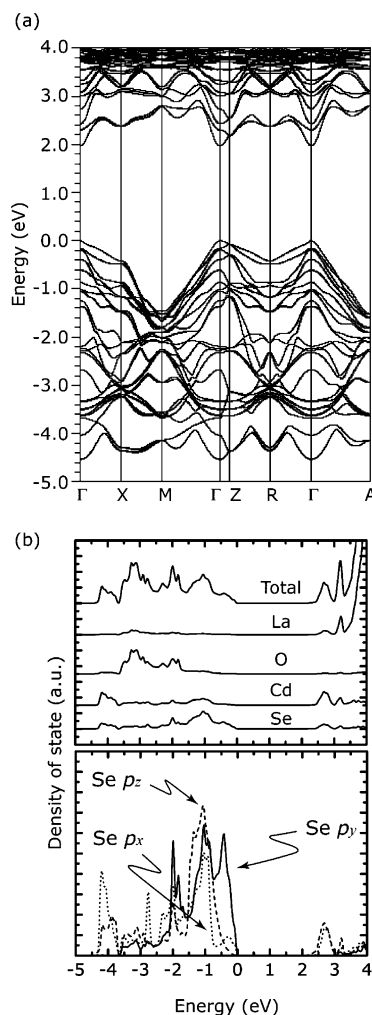 (a)
4.0
3.0
2.0
1.0
0.0
-1.0
-2.0
-3.0
-4.0
-5.0
Energy (eV)
Γ X M Γ Z R Γ A
(b)
Total
La
O
Cd
Se
Density of state (a.u.)
Se pz
Se px
Se py
-5 -4 -3 -2 -1 0 1 2 3 4
Energy (eV)